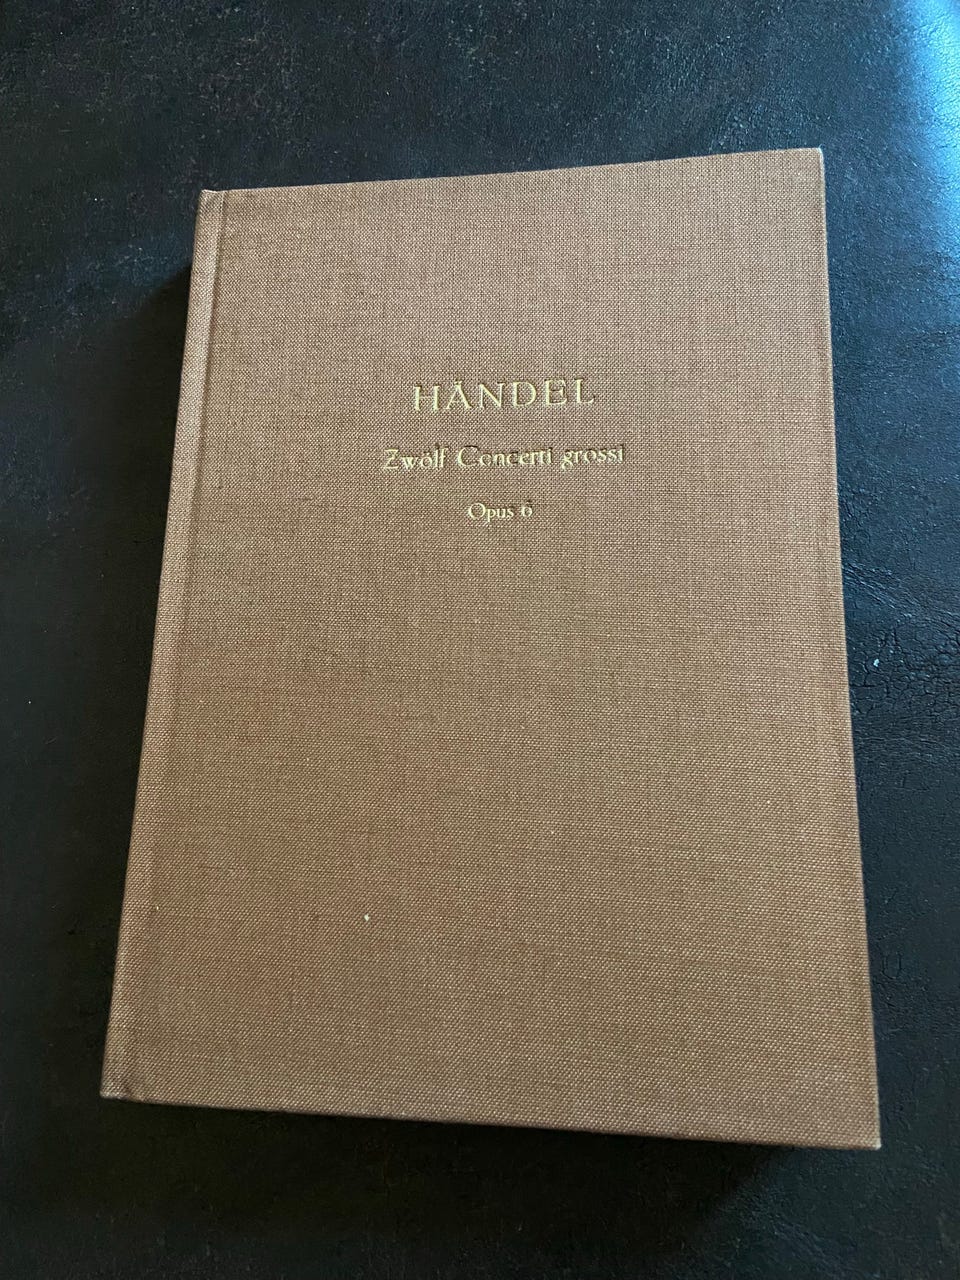 HÄNDEL
Zwölf Concerti grossi
Opus 6